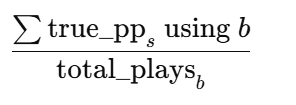 ∑ true_pp_s using b
total_plays_b